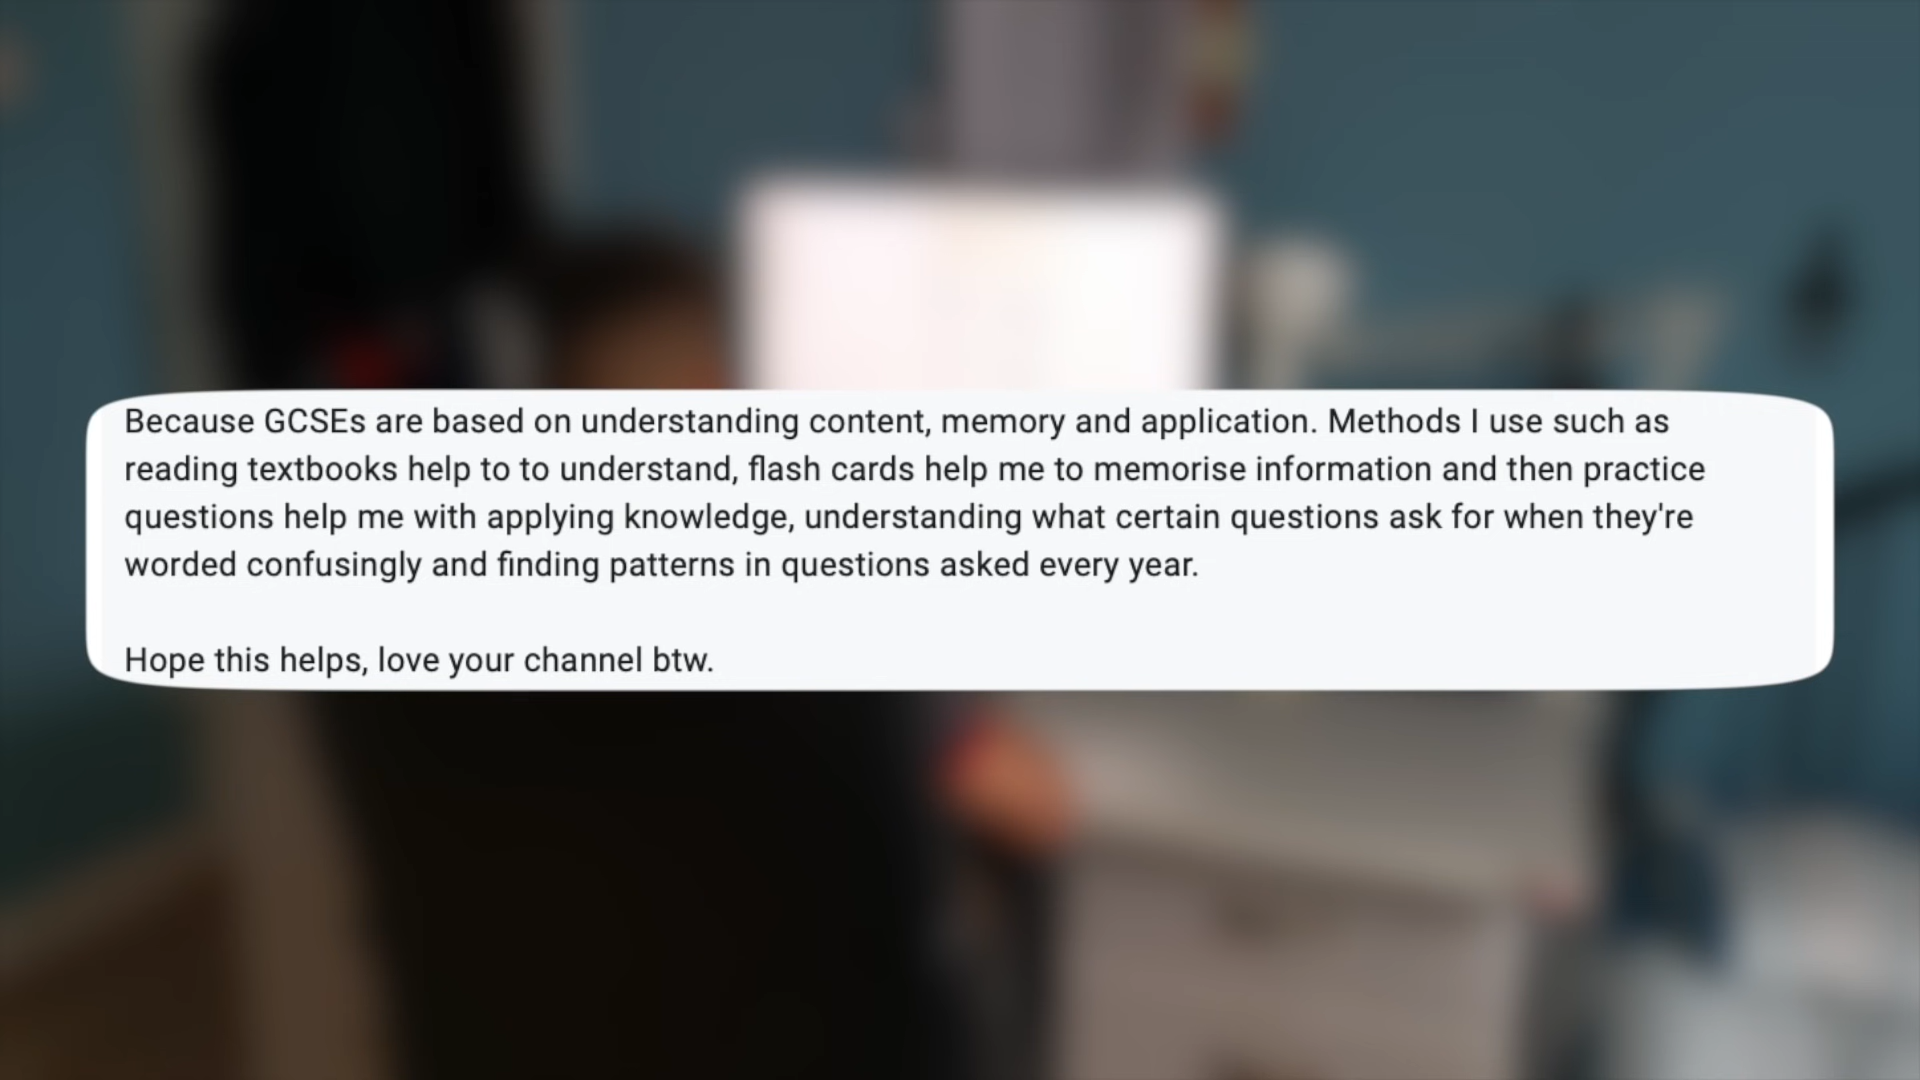 Because GCSEs are based on understanding content, memory and application. Methods I use such as
reading textbooks help to to understand, flash cards help me to memorise information and then practice
questions help me with applying knowledge, understanding what certain questions ask for when they're
worded confusingly and finding patterns in questions asked every year.
Hope this helps, love your channel btw.